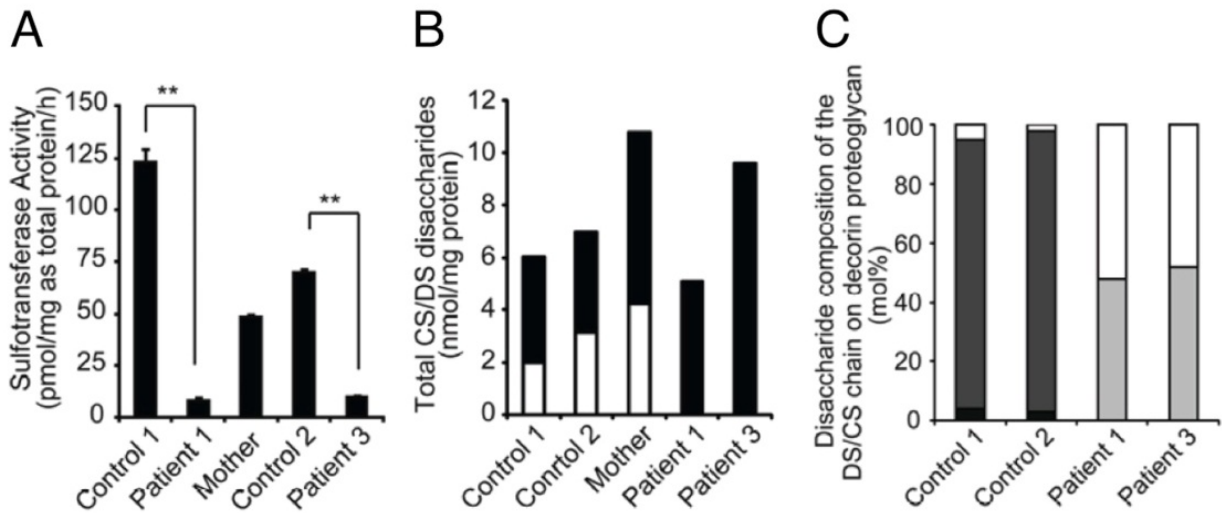 A
Sulfotransferase Activity
(pmol/mg as total protein/h)
150
125
100
75
50
25
0
**
**
Control 1
Patient 1
Mother
Control 2
Patient 3
B
Total CS/DS disaccharides
(nmol/mg protein)
12
10
8
6
4
2
0
Control 1
Corrtol 2
Mother
Patient 1
Patient 3
C
Disaccharide composition of the
DS/CS chain on decorin proteoglycan
(mol%)
100
80
60
40
20
0
Control 1
Control 2
Patient 1
Patient 3